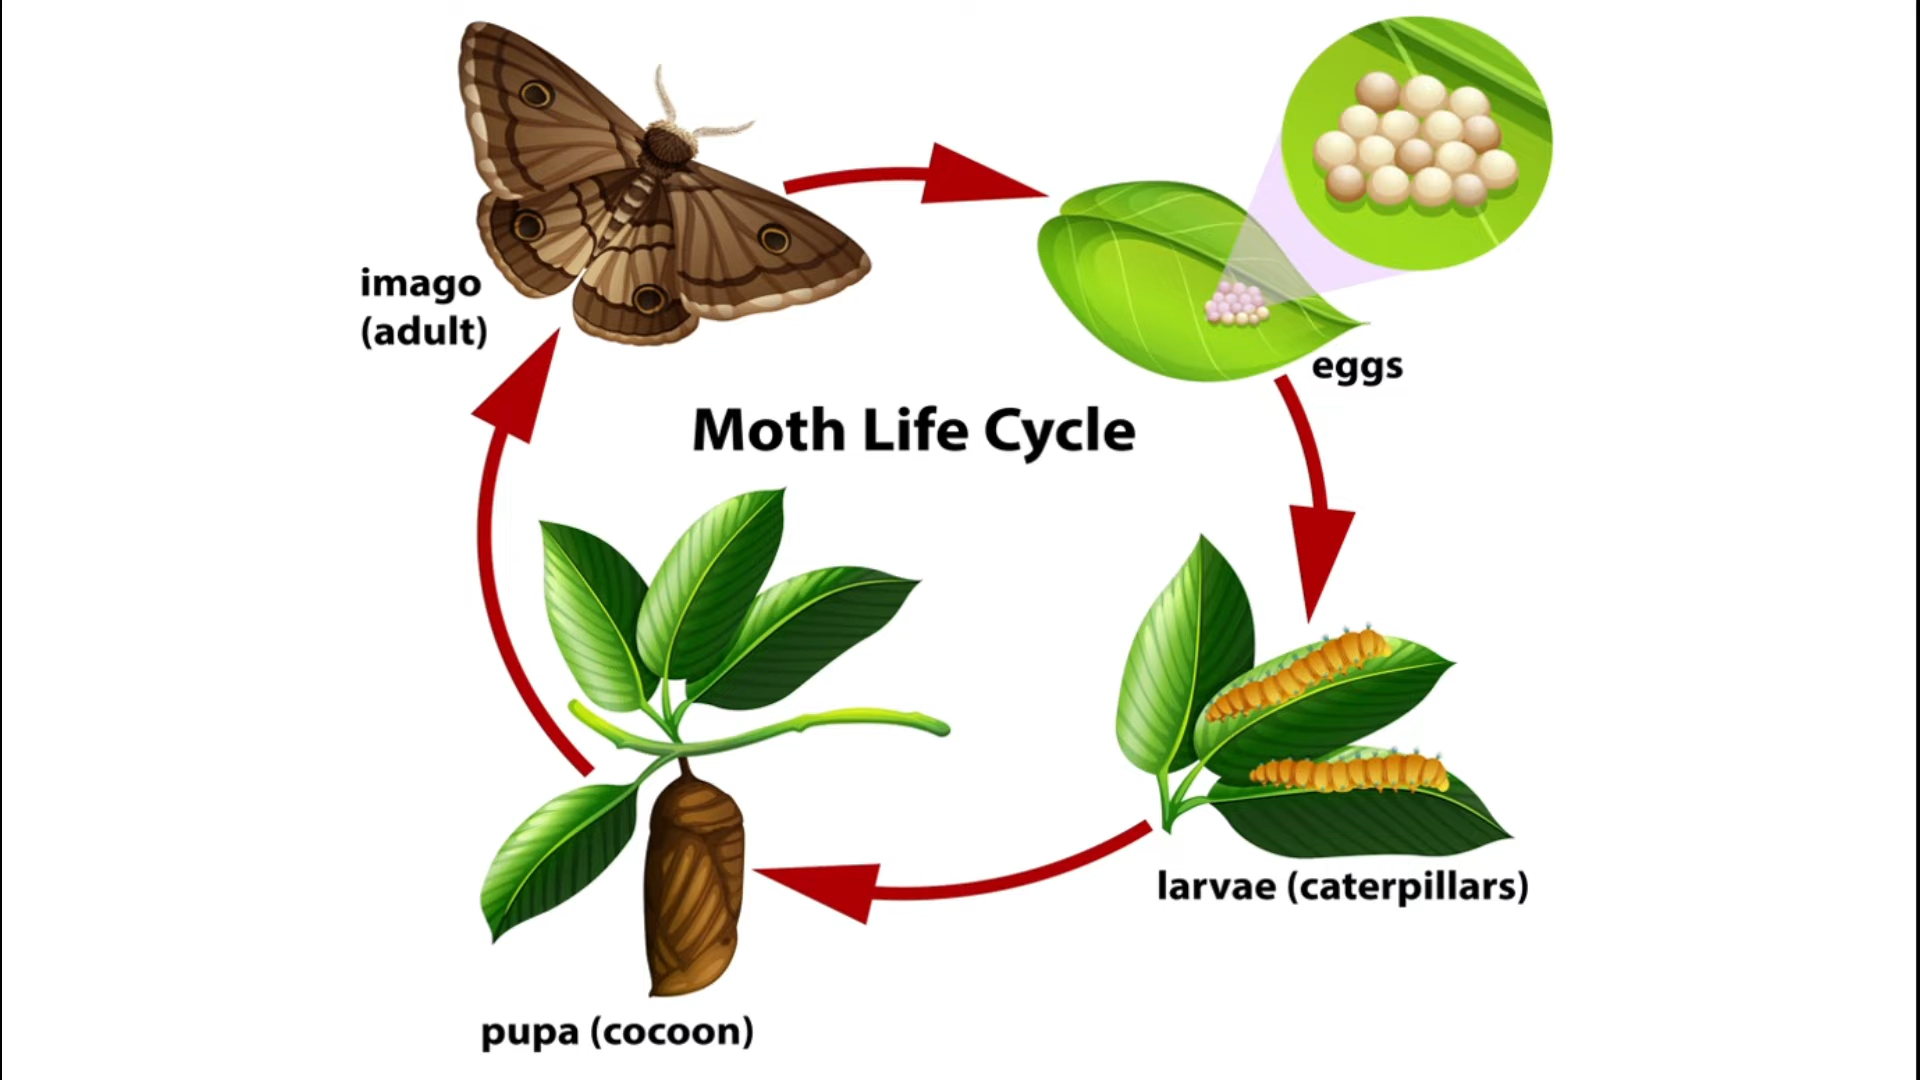 imago
(adult)
eggs
Moth Life Cycle
larvae (caterpillars)
pupa (cocoon)